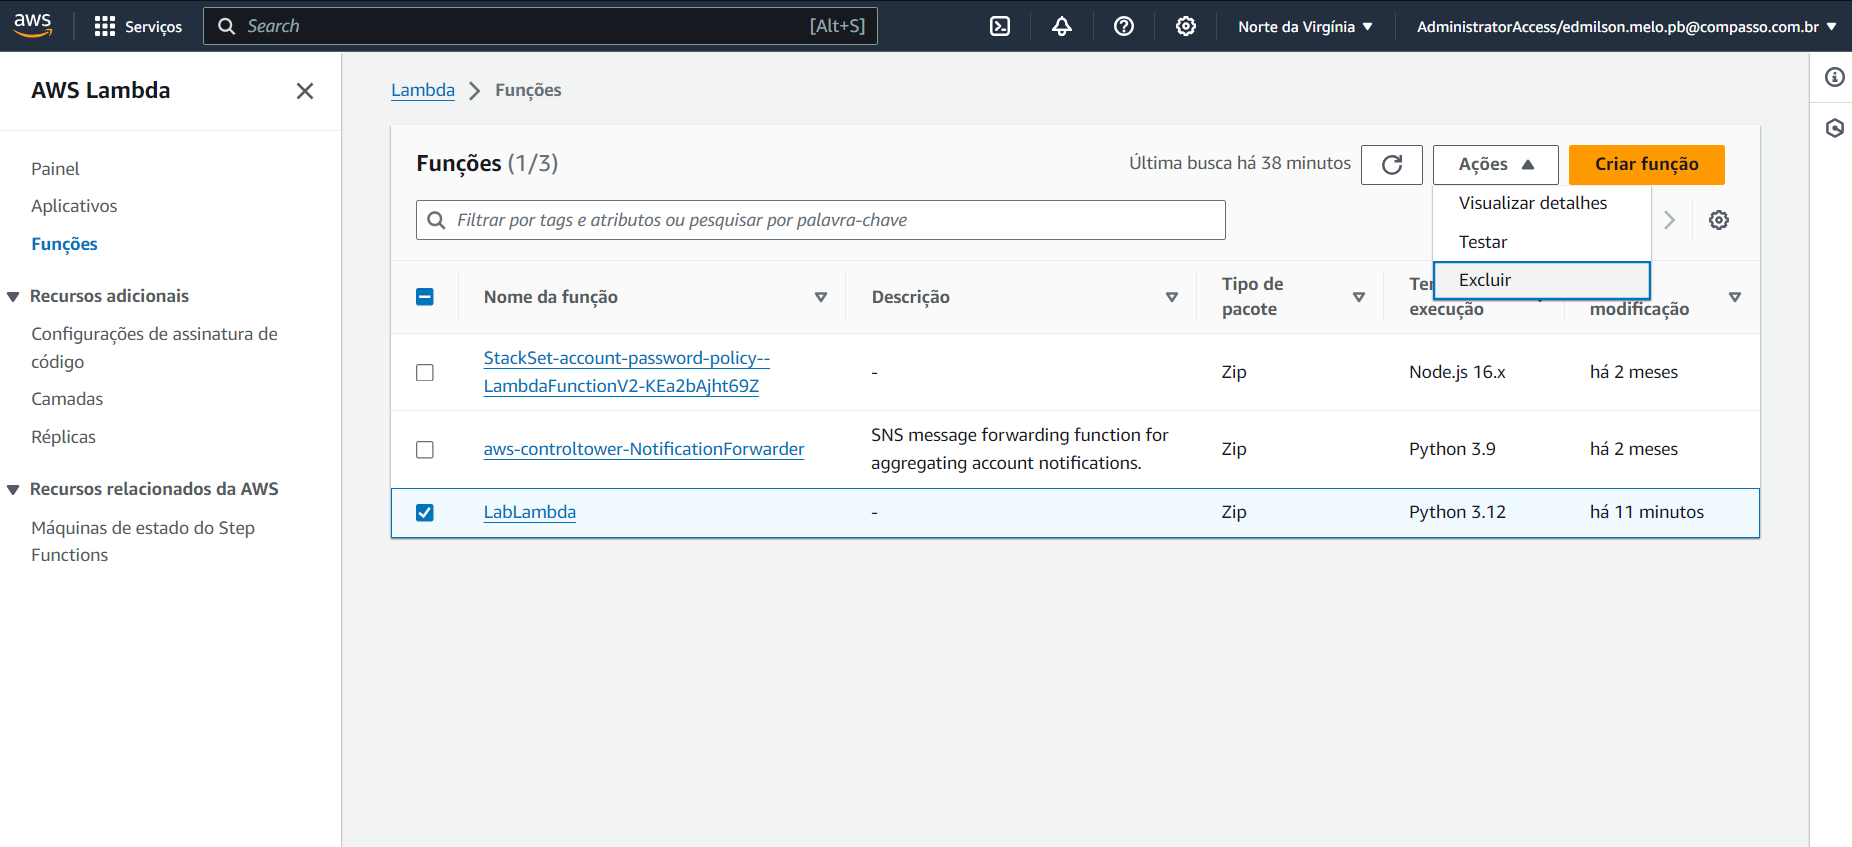 aws
Serviços
Search
[Alt+S]
Norte da Virgínia
AdministratorAccess/edmilson.melo.pb@compasso.com.br
AWS Lambda
Painel
Aplicativos
Funções
Recursos adicionais
Configurações de assinatura de
código
Camadas
Réplicas
Recursos relacionados da AWS
Máquinas de estado do Step
Functions
Lambda
Funções
Funções (1/3)
Última busca há 38 minutos
Ações
Criar função
Visualizar detalhes
Testar
Excluir
Filtrar por tags e atributos ou pesquisar por palavra-chave
Nome da função
Descrição
Tipo de
pacote
execução
modificação
StackSet-account-password-policy--
LambdaFunctionV2-KEa2bAjht69Z
-
Zip
Node.js 16.x
há 2 meses
aws-controltower-NotificationForwarder
SNS message forwarding function for
aggregating account notifications.
Zip
Python 3.9
há 2 meses
LabLambda
-
Zip
Python 3.12
há 11 minutos